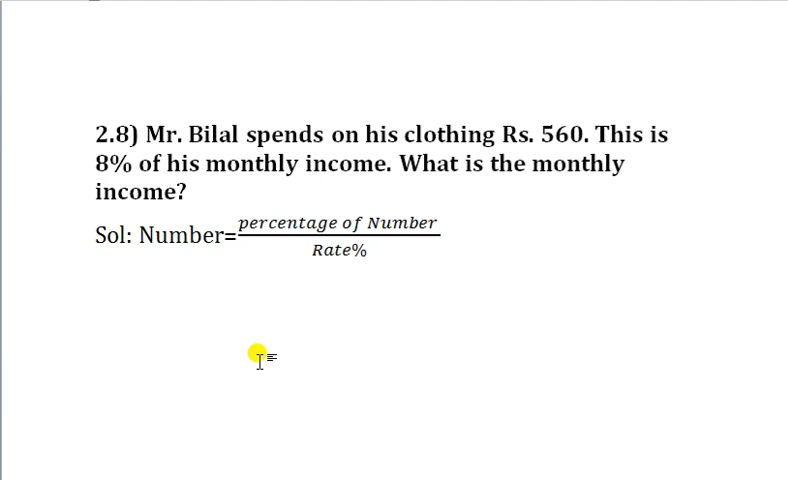 2.8) Mr. Bilal spends on his clothing Rs. 560. This is
8% of his monthly income. What is the monthly
income?
Sol: Number=percentage of Number
Rate%